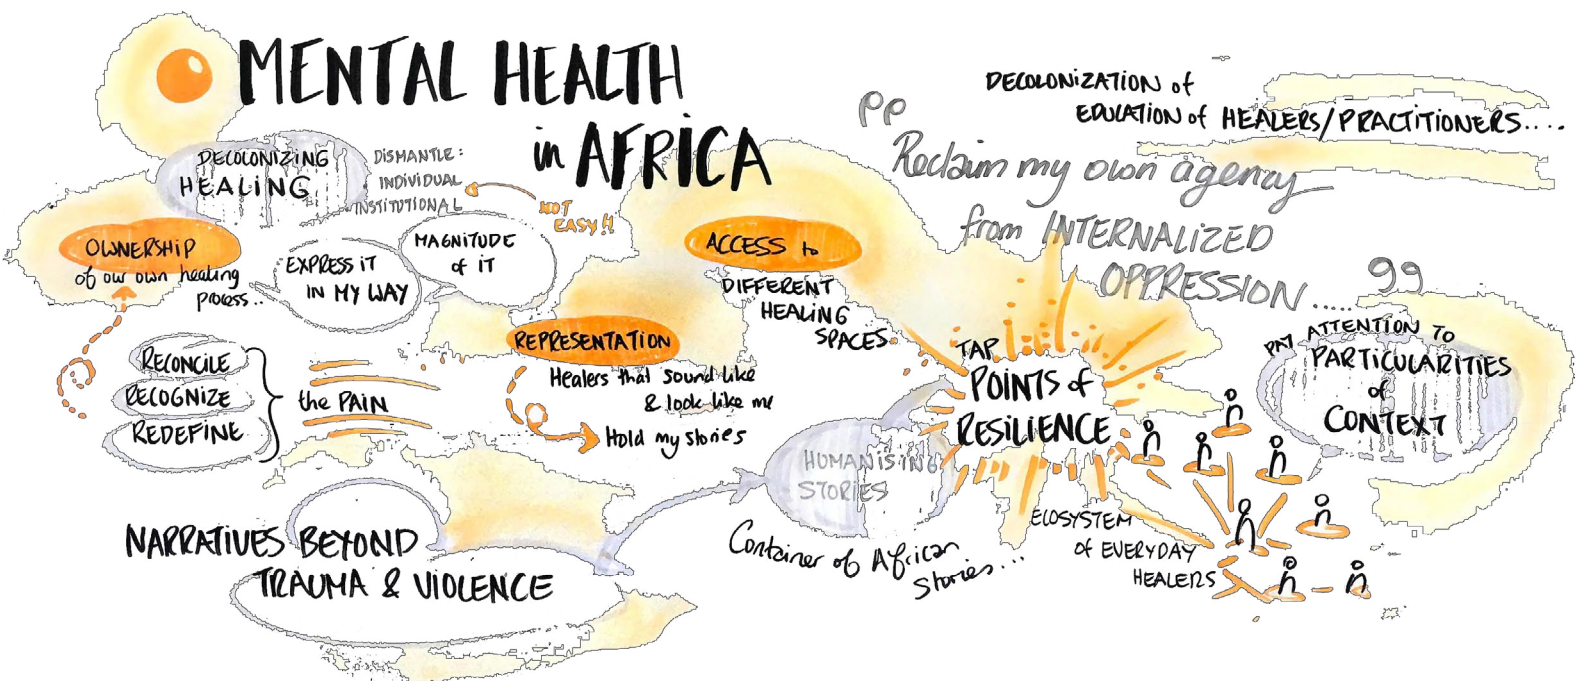 MENTAL HEALTH
in AFRICA
DECOLONIZING
HEALING
DISMANTLE:
INDIVIDUAL
INSTITUTIONAL
NOT
EASY!!
OWNERSHIP
of our own healing
process..
EXPRESS iT
IN MY WAY
MAGNITUDE
of IT
RECONCILE
RECOGNIZE
REDEFINE
the PAIN
REPRESENTATION
Healers that sound like
& look like me
Hold my stories
ACCESS to
DIFFERENT
HEALING
SPACES.
DECOLONIZATION of
EDUCATION of HEALERS/PRACTITIONERS....
Reclaim my own agency
from INTERNALIZED
OPPRESSION.....
TAP
POINTS of
RESILIENCE
PAY ATTENTION TO
PARTICULARITIES
of
CONTEXT
HUMANISING
STORIES
Container of African
Stories...
ECOSYSTEM
of EVERYDAY
HEALERS
NARRATIVES BEYOND
TRAUMA & VIOLENCE